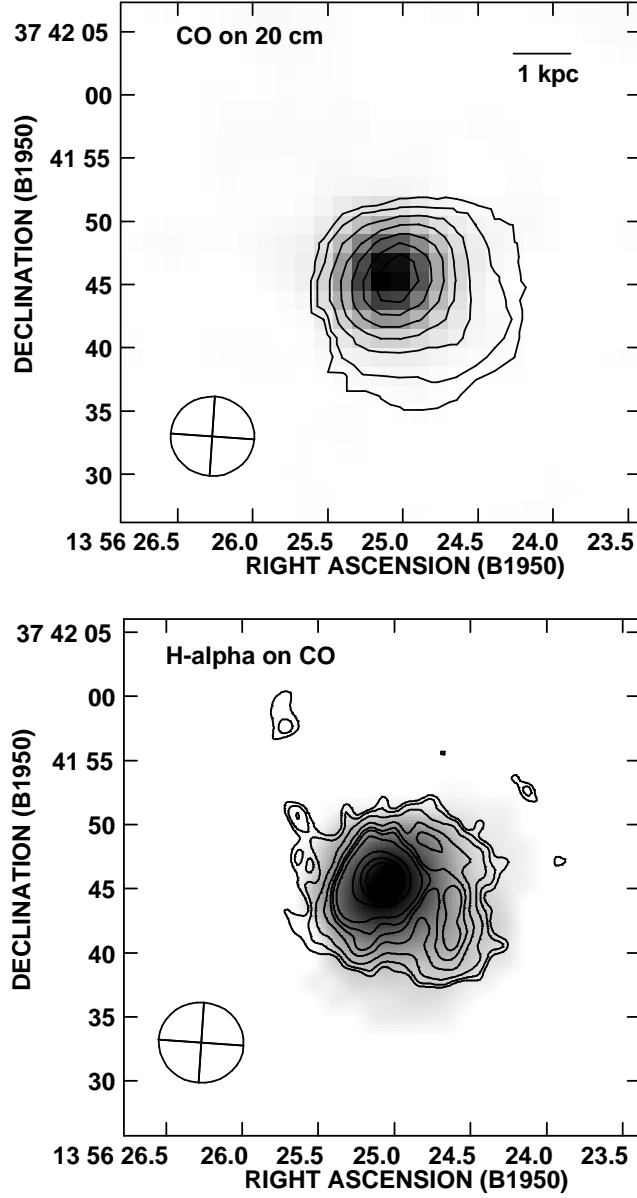 37 42 05
CO on 20 cm
1 kpc
00
41 55
50
45
40
35
30
DECLINATION (B1950)
13 56 26.5 26.0 25.5 25.0 24.5 24.0 23.5
RIGHT ASCENSION (B1950)
37 42 05
H-alpha on CO
00
41 55
50
45
40
35
30
DECLINATION (B1950)
13 56 26.5 26.0 25.5 25.0 24.5 24.0 23.5
RIGHT ASCENSION (B1950)